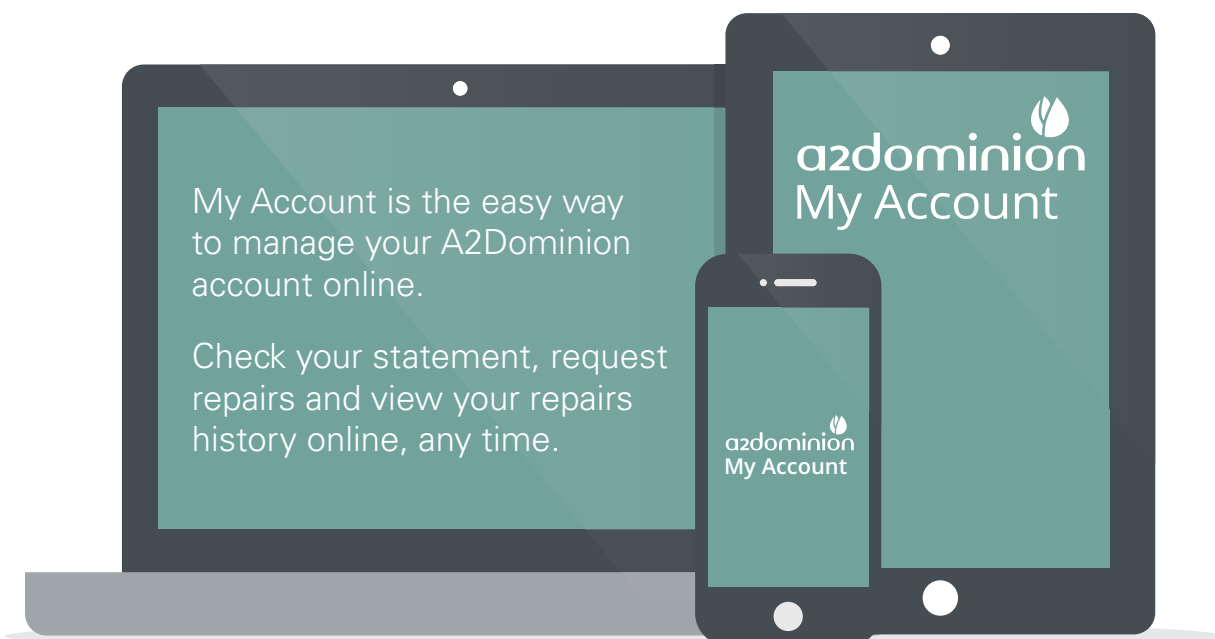 My Account is the easy way
to manage your A2Dominion
account online.
Check your statement, request
repairs and view your repairs
history online, any time.
a2dominion
My Account
a2dominion
My Account